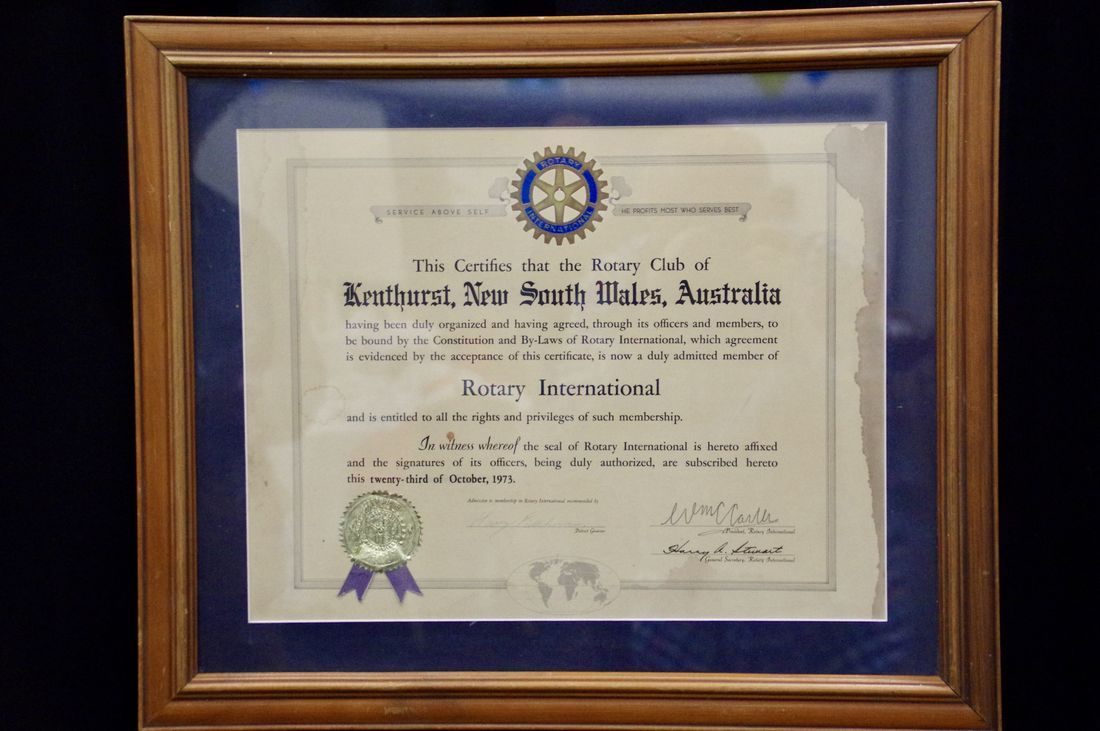 ROTARY
INTERNATIONAL
SERVICE ABOVE SELF
HE PROFITS MOST WHO SERVES BEST
This Certifies that the Rotary Club of
Kenthurst, New South Wales, Australia
having been duly organized and having agreed, through its officers and members, to
be bound by the Constitution and By-Laws of Rotary International, which agreement
is evidenced by the acceptance of this certificate, is now a duly admitted member of
Rotary International
and is entitled to all the rights and privileges of such membership.
In witness whereof the seal of Rotary International is hereto affixed
and the signatures of its officers, being duly authorized, are subscribed hereto
this twenty-third of October, 1973.
Admission to membership in Rotary International recommended by
District Governor
President, Rotary International
Harry A. Stewart
General Secretary, Rotary International